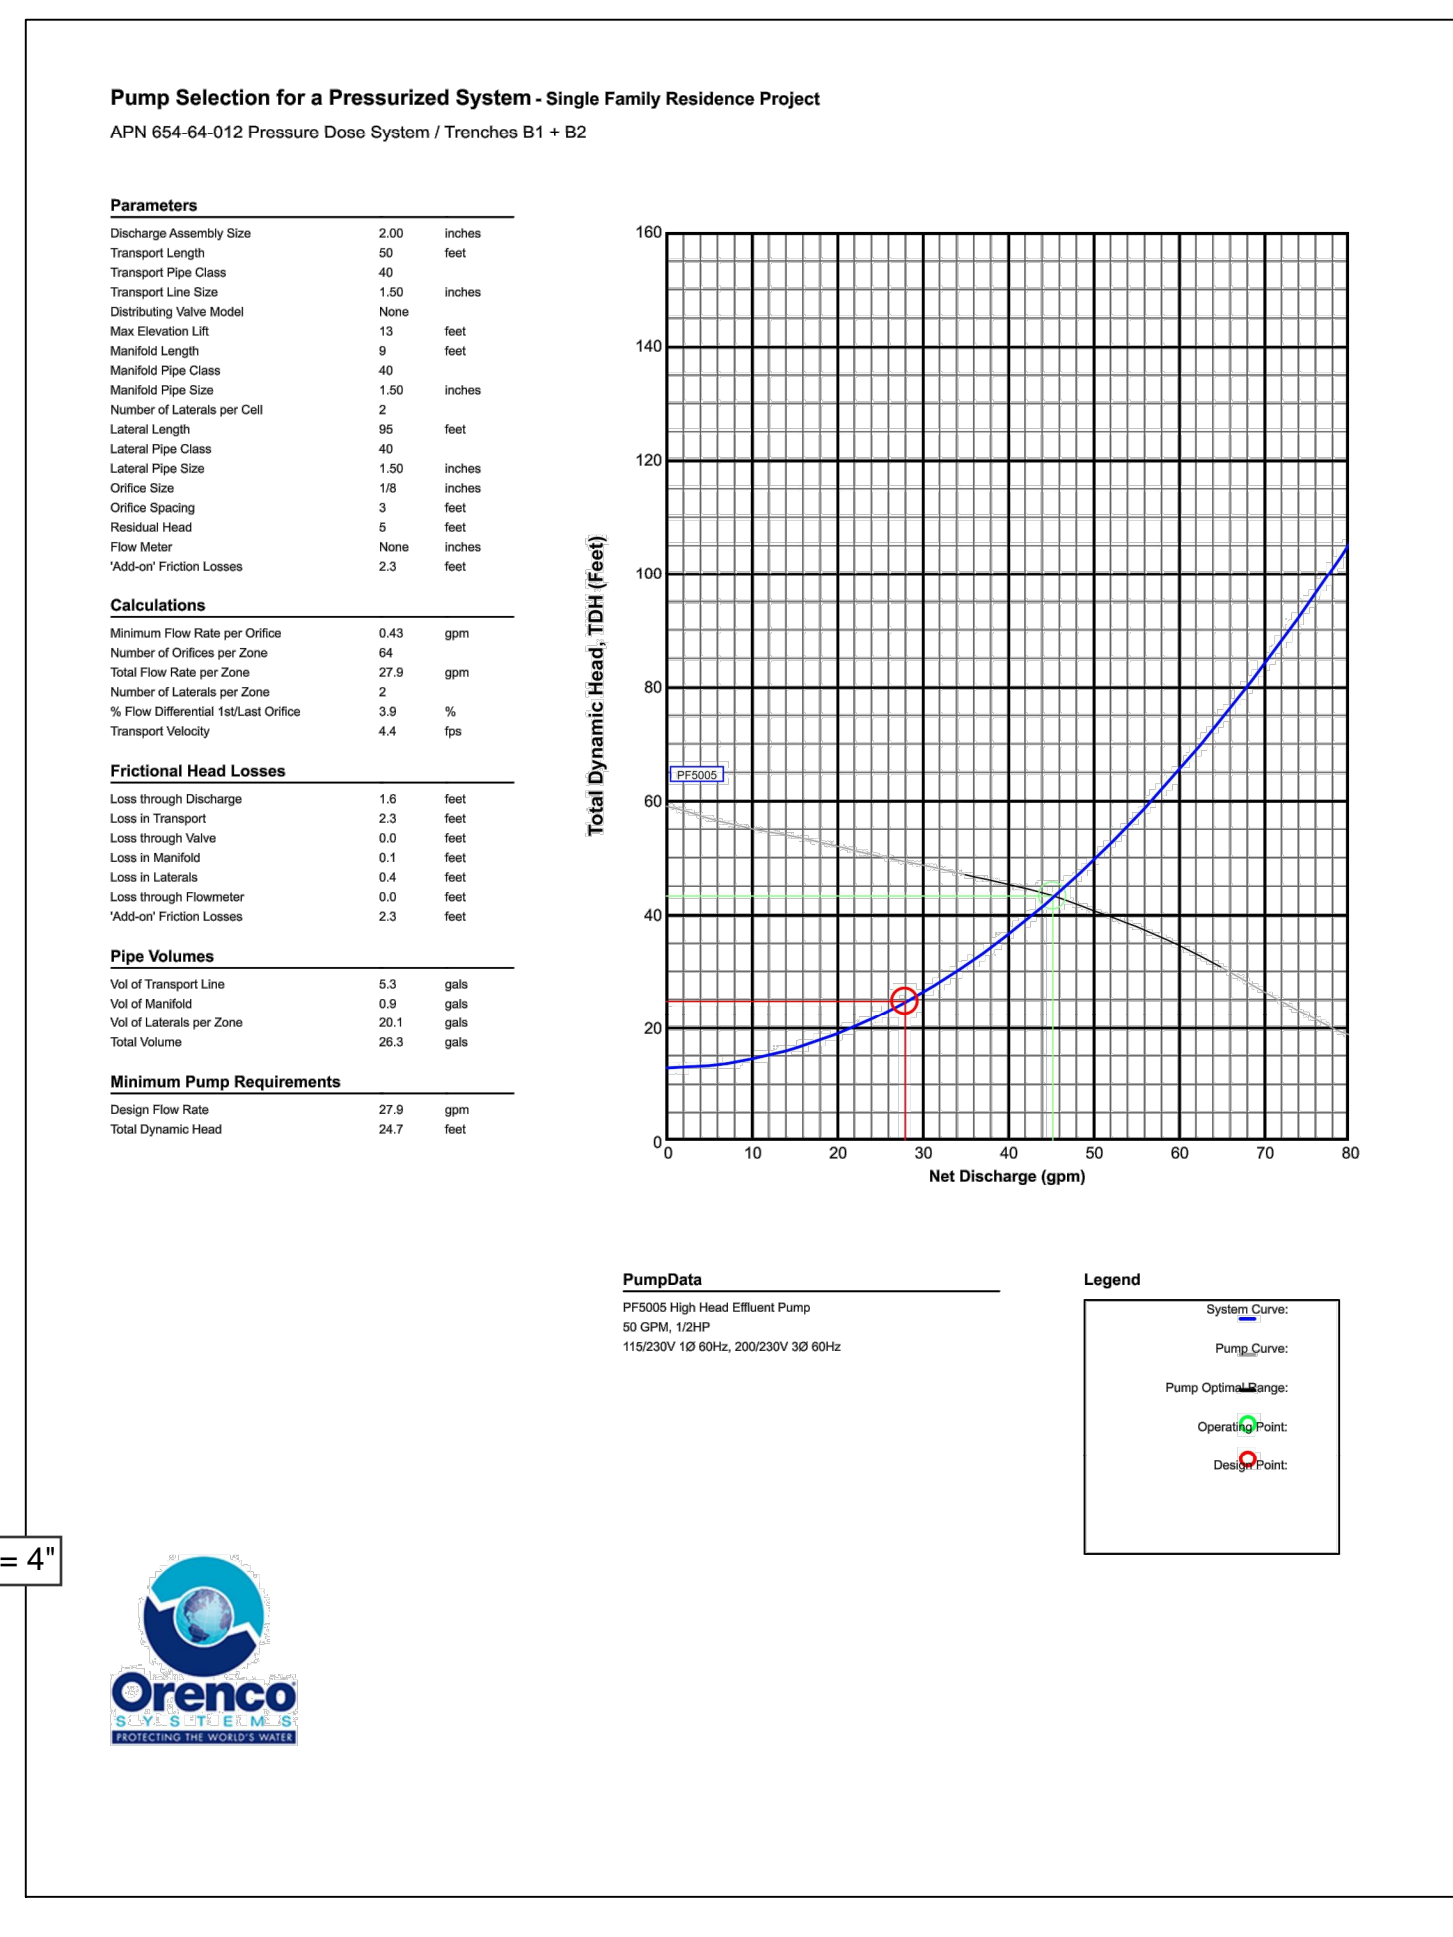 Pump Selection for a Pressurized System - Single Family Residence Project
APN 654-64-012 Pressure Dose System / Trenches B1 + B2
Parameters
Discharge Assembly Size 2.00 inches
Transport Length 50 feet
Transport Pipe Class 40
Transport Line Size 1.50 inches
Distributing Valve Model None
Max Elevation Lift 13 feet
Manifold Length 9 feet
Manifold Pipe Class 40
Manifold Pipe Size 1.50 inches
Number of Laterals per Cell 2
Lateral Length 95 feet
Lateral Pipe Class 40
Lateral Pipe Size 1.50 inches
Orifice Size 1/8 inches
Orifice Spacing 3 feet
Residual Head 5 feet
Flow Meter None inches
'Add-on' Friction Losses 2.3 feet
Calculations
Minimum Flow Rate per Orifice 0.43 gpm
Number of Orifices per Zone 64
Total Flow Rate per Zone 27.9 gpm
Number of Laterals per Zone 2
% Flow Differential 1st/Last Orifice 3.9 %
Transport Velocity 4.4 fps
Frictional Head Losses
Loss through Discharge 1.6 feet
Loss in Transport 2.3 feet
Loss through Valve 0.0 feet
Loss in Manifold 0.1 feet
Loss in Laterals 0.4 feet
Loss through Flowmeter 0.0 feet
'Add-on' Friction Losses 2.3 feet
Pipe Volumes
Vol of Transport Line 5.3 gals
Vol of Manifold 0.9 gals
Vol of Laterals per Zone 20.1 gals
Total Volume 26.3 gals
Minimum Pump Requirements
Design Flow Rate 27.9 gpm
Total Dynamic Head 24.7 feet
Total Dynamic Head, TDH (Feet)
160
140
120
100
80
60
40
20
0
PF5005
0 10 20 30 40 50 60 70 80
Net Discharge (gpm)
PumpData
PF5005 High Head Effluent Pump
50 GPM, 1/2HP
115/230V 1Ø 60Hz, 200/230V 3Ø 60Hz
Legend
System Curve:
Pump Curve:
Pump Optimal Range:
Operating Point:
Design Point:
= 4"
Orenco
SYSTEMS
PROTECTING THE WORLD'S WATER